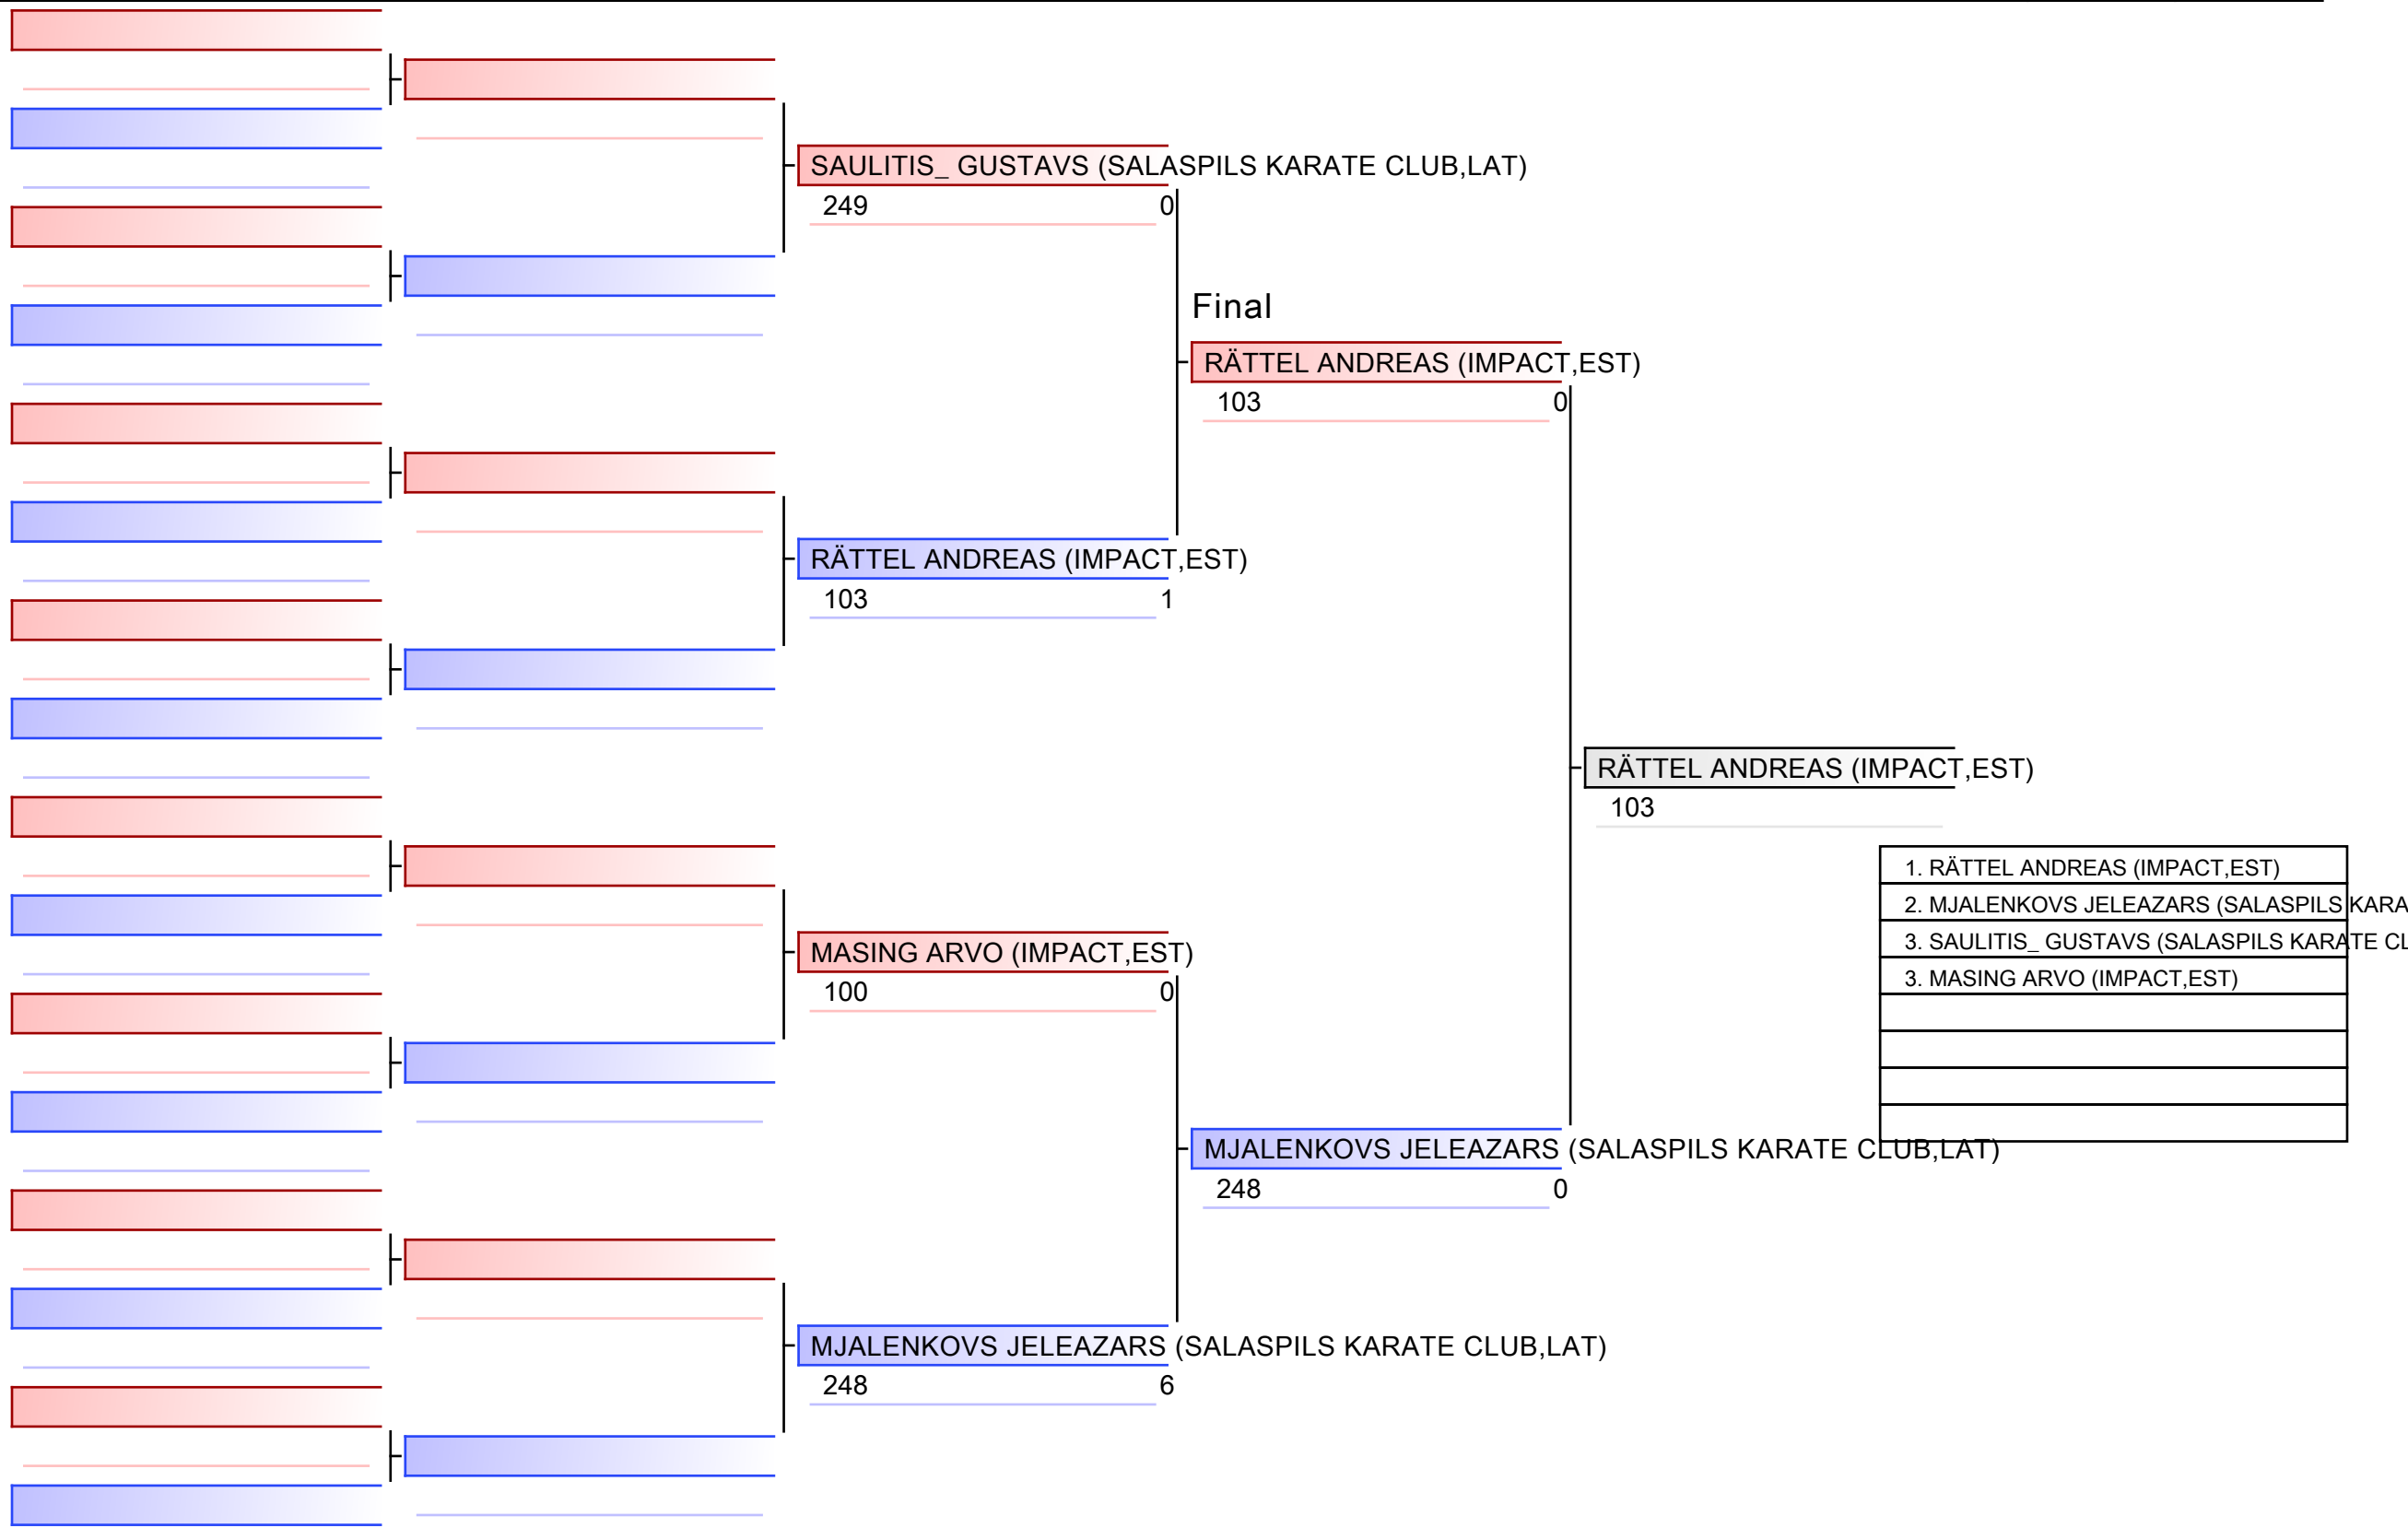 SAULITIS_ GUSTAVS (SALASPILS KARATE CLUB,LAT)
249 0
Final
RÄTTEL ANDREAS (IMPACT,EST)
103 0
RÄTTEL ANDREAS (IMPACT,EST)
103 1
RÄTTEL ANDREAS (IMPACT,EST)
103
1. RÄTTEL ANDREAS (IMPACT,EST)
2. MJALENKOVS JELEAZARS (SALASPILS KARA
3. SAULITIS_ GUSTAVS (SALASPILS KARATE CL
3. MASING ARVO (IMPACT,EST)
MASING ARVO (IMPACT,EST)
100 0
MJALENKOVS JELEAZARS (SALASPILS KARATE CLUB,LAT)
248 0
MJALENKOVS JELEAZARS (SALASPILS KARATE CLUB,LAT)
248 6